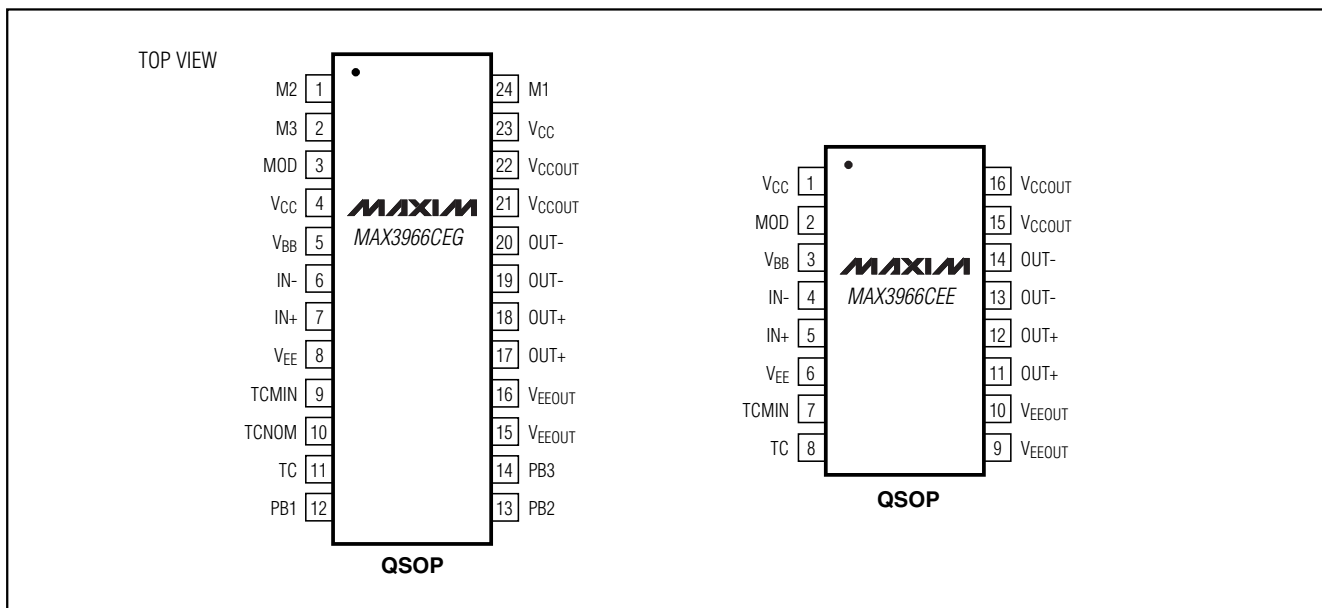 TOP VIEW
M2 1
M3 2
MOD 3
VCC 4
VBB 5
IN- 6
IN+ 7
VEE 8
TCMIN 9
TCNOM 10
TC 11
PB1 12
MAXIM
MAX3966CEG
24 M1
23 VCC
22 VCCOUT
21 VCCOUT
20 OUT-
19 OUT-
18 OUT+
17 OUT+
16 VEEOUT
15 VEEOUT
14 PB3
13 PB2
QSOP
VCC 1
MOD 2
VBB 3
IN- 4
IN+ 5
VEE 6
TCMIN 7
TC 8
MAXIM
MAX3966CEE
16 VCCOUT
15 VCCOUT
14 OUT-
13 OUT-
12 OUT+
11 OUT+
10 VEEOUT
9 VEEOUT
QSOP